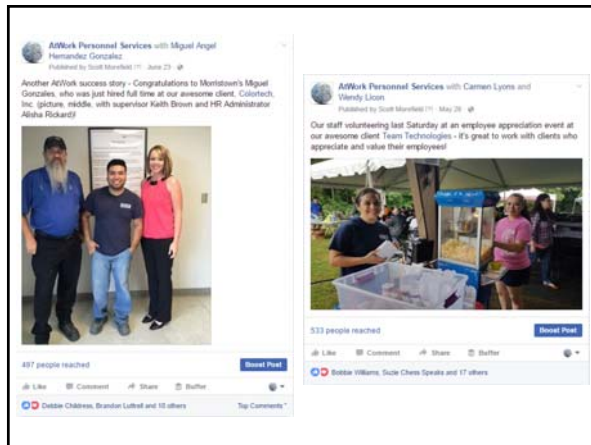 AtWork Personnel Services with Miguel Angel
Hernandez Gonzalez
Published by Scott Morefield [?] · June 23 ·
Another AtWork success story - Congratulations to Morristown's Miguel
Gonzales, who was just hired full time at our awesome client, Colortech,
Inc. (picture, middle, with supervisor Keith Brown and HR Administrator
Alisha Rickard)!
497 people reached
Boost Post
Like Comment Share Buffer
Debbie Childress, Brandon Luttrell and 10 others
Top Comments
AtWork Personnel Services with Carmen Lyons and
Wendy Licon
Published by Scott Morefield [?] · May 28 ·
Our staff volunteering last Saturday at an employee appreciation event at
our awesome client Team Technologies - it's great to work with clients who
appreciate and value their employees!
533 people reached
Boost Post
Like Comment Share Buffer
Bobbie Williams, Suzie Chess Speaks and 17 others